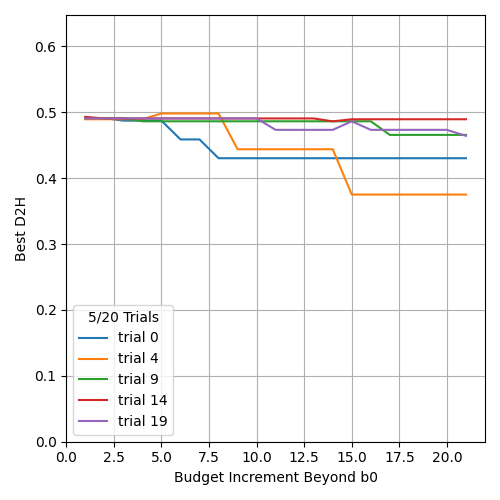 Best D2H
0.6
0.5
0.4
0.3
0.2
0.1
0.0
5/20 Trials
trial 0
trial 4
trial 9
trial 14
trial 19
0.0 2.5 5.0 7.5 10.0 12.5 15.0 17.5 20.0
Budget Increment Beyond b0